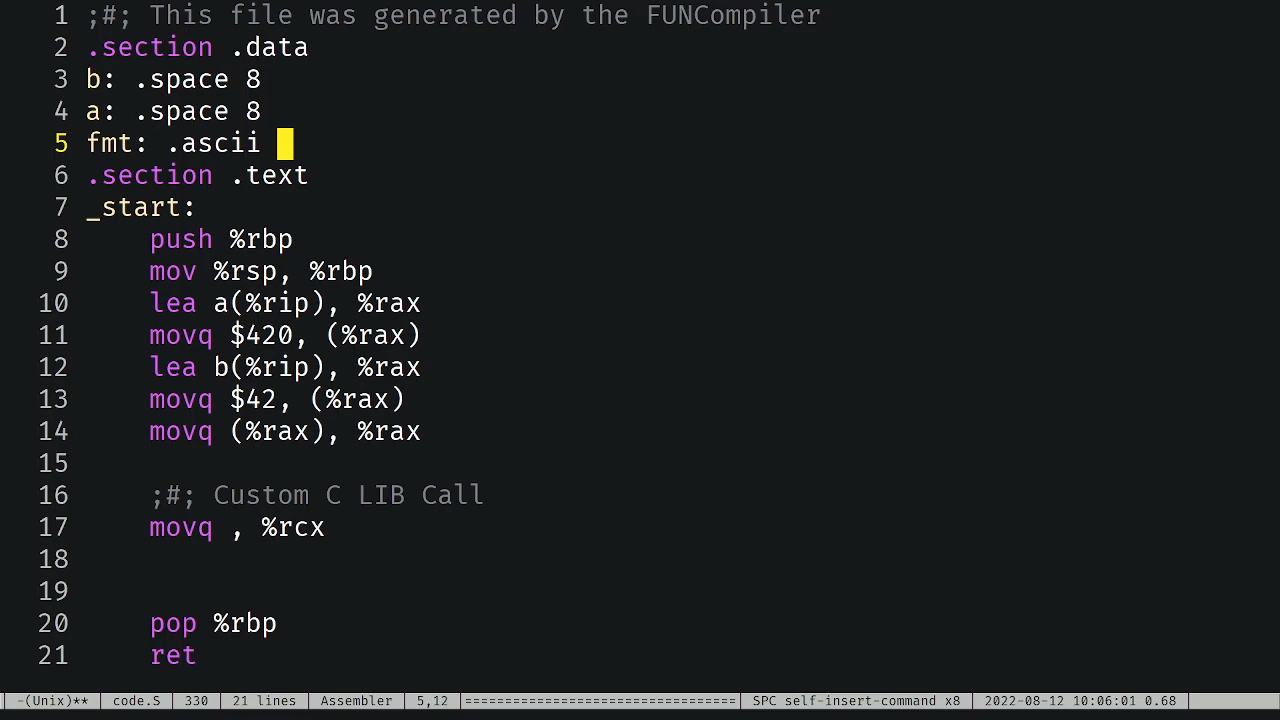 1 ;#; This file was generated by the FUNCompiler
2 .section .data
3 b: .space 8
4 a: .space 8
5 fmt: .ascii
6 .section .text
7 _start:
8     push %rbp
9     mov %rsp, %rbp
10     lea a(%rip), %rax
11     movq $420, (%rax)
12     lea b(%rip), %rax
13     movq $42, (%rax)
14     movq (%rax), %rax
15
16     ;#; Custom C LIB Call
17     movq , %rcx
18
19
20     pop %rbp
21     ret
-(Unix)** code.S 330 21 lines Assembler 5,12 =================================== SPC self-insert-command x8 2022-08-12 10:06:01 0.68